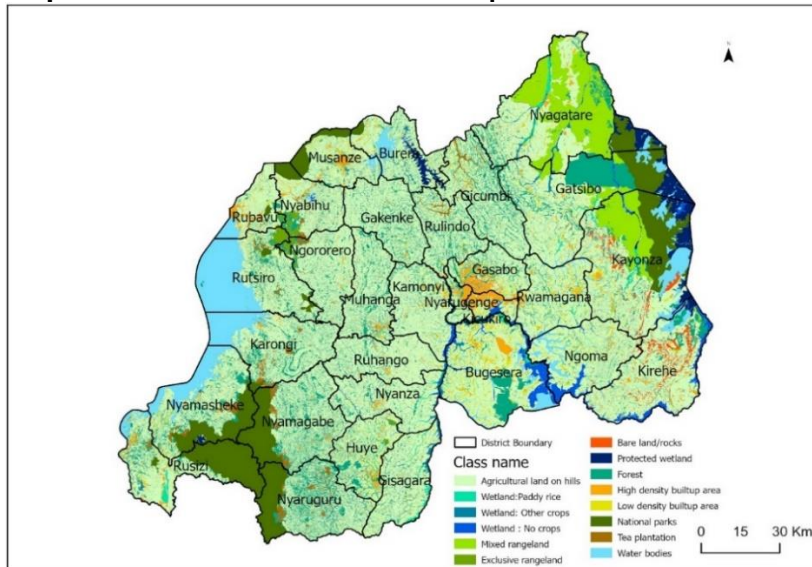 Nyagatare
Musanze
Burera
Gicumbi
Gatsibo
Nyabihu
Rubavu
Gakenke
Rulindo
Ngororero
Kayonza
Rutsiro
Gasabo
Kamonyi
Muhanga
Nyarugenge
Rwamagana
Kicukiro
Karongi
Ruhango
Bugesera
Ngoma
Kirehe
Nyamasheke
Nyanza
Nyamagabe
Huye
Rusizi
Gisagara
Nyaruguru
District Boundary
Class name
Agricultural land on hills
Wetland:Paddy rice
Wetland: Other crops
Wetland : No crops
Mixed rangeland
Exclusive rangeland
Bare land/rocks
Protected wetland
Forest
High density builtup area
Low density builtup area
National parks
Tea plantation
Water bodies
0 15 30 Km